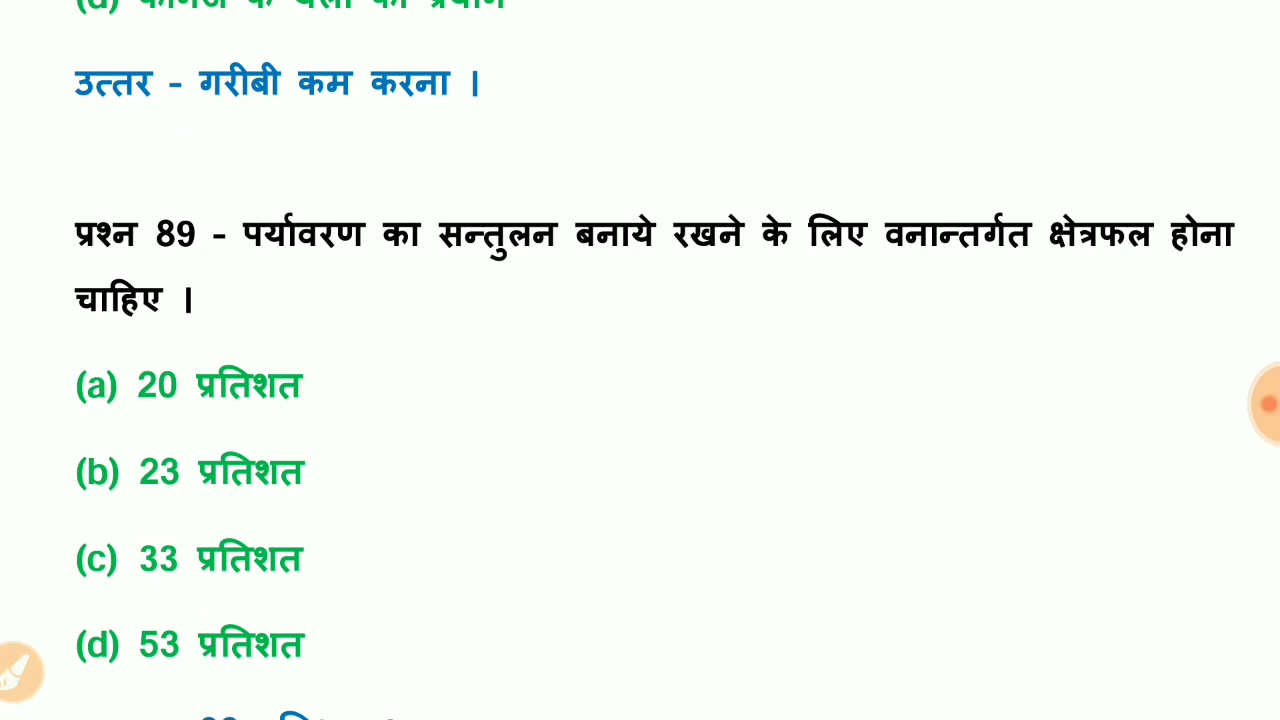 उत्तर - गरीबी कम करना ।
प्रश्न 89 - पर्यावरण का सन्तुलन बनाये रखने के लिए वनान्तर्गत क्षेत्रफल होना
चाहिए ।
(a) 20 प्रतिशत
(b) 23 प्रतिशत
(c) 33 प्रतिशत
(d) 53 प्रतिशत